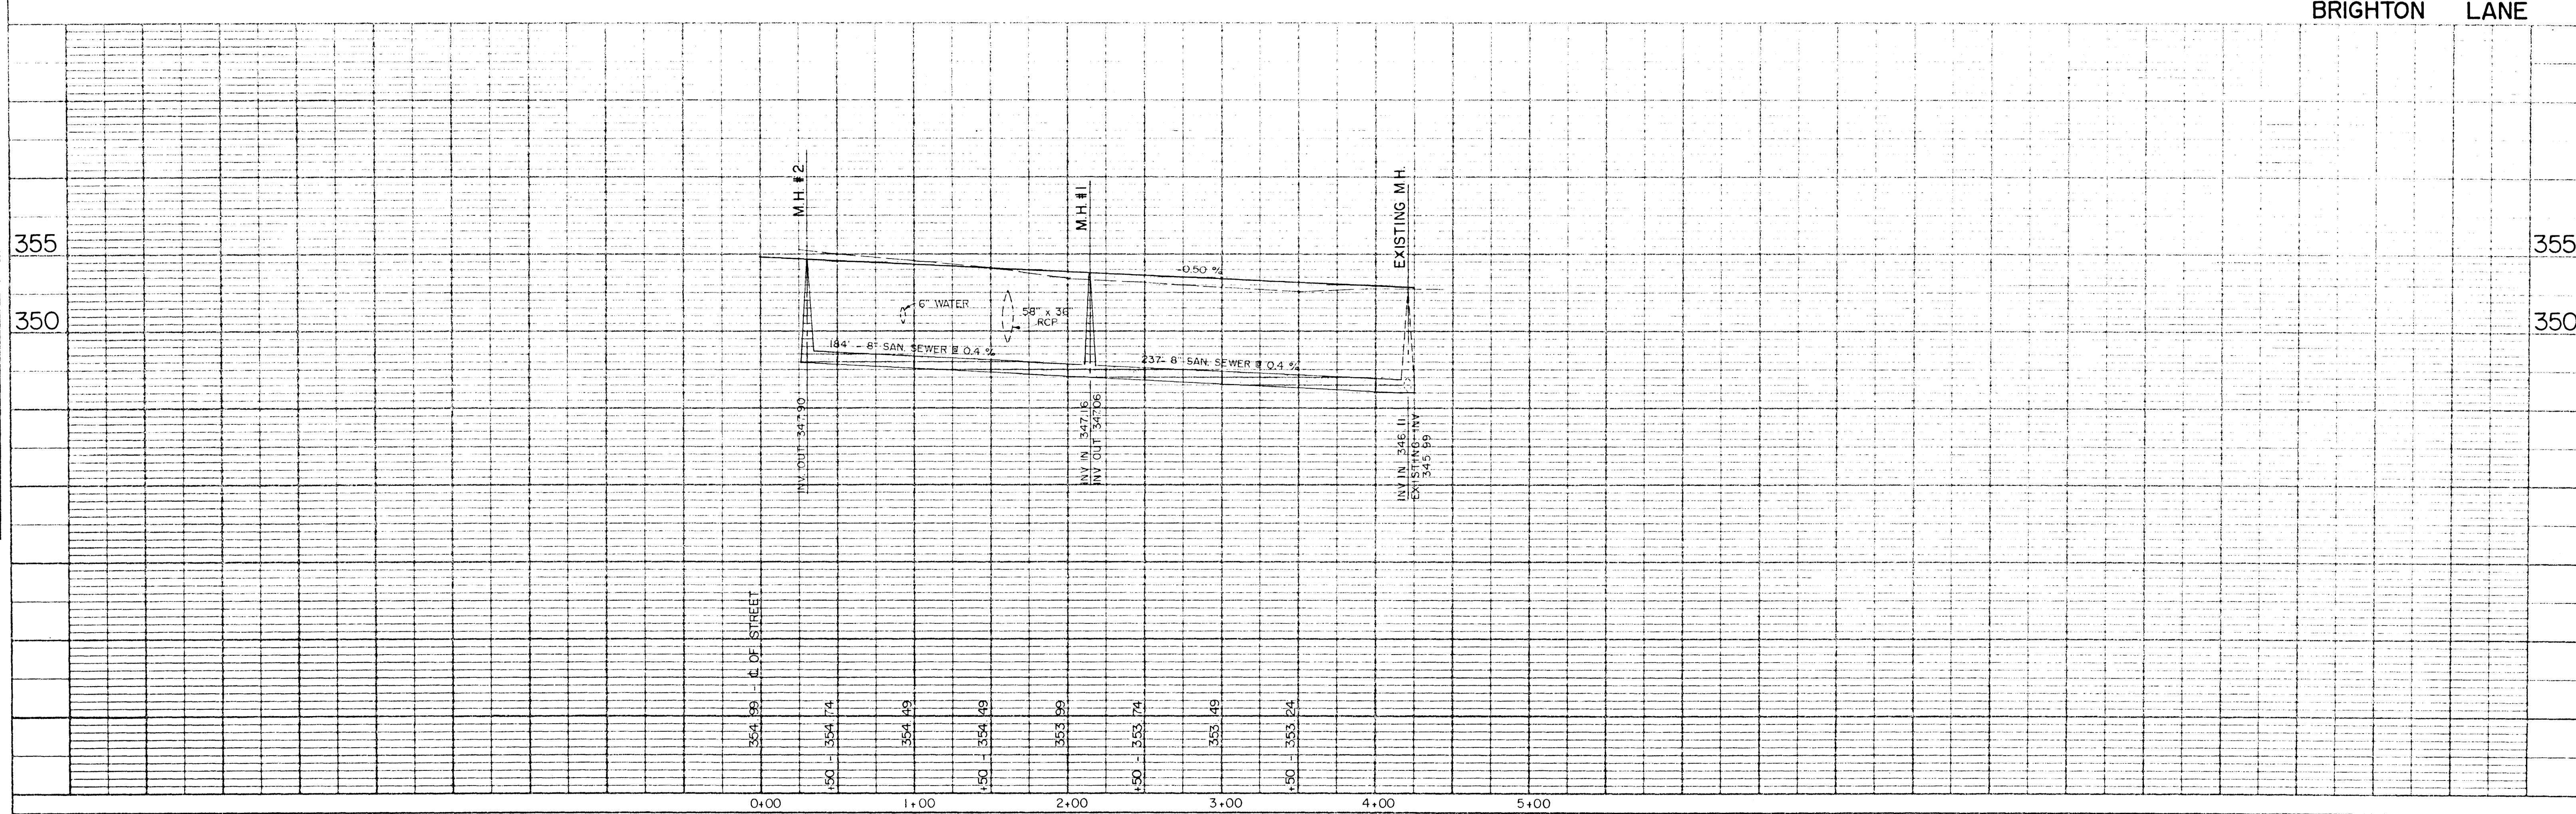 BRIGHTON LANE
M.H. #2
M.H. #1
EXISTING M.H.
355
355
-0.50 %
6" WATER
58" x 36
RCP
350
350
184' - 8" SAN. SEWER @ 0.4 %
237'- 8" SAN. SEWER @ 0.4 %
INV. OUT 347.90
INV IN 347.16
INV OUT 347.06
INV IN 346.11
EXISTING INV
345.99
354.99 - ℄ OF STREET
+50 - 354.74
354.49
+50 - 354.49
353.99
+50 - 353.74
353.49
+50 - 353.24
0+00
1+00
2+00
3+00
4+00
5+00